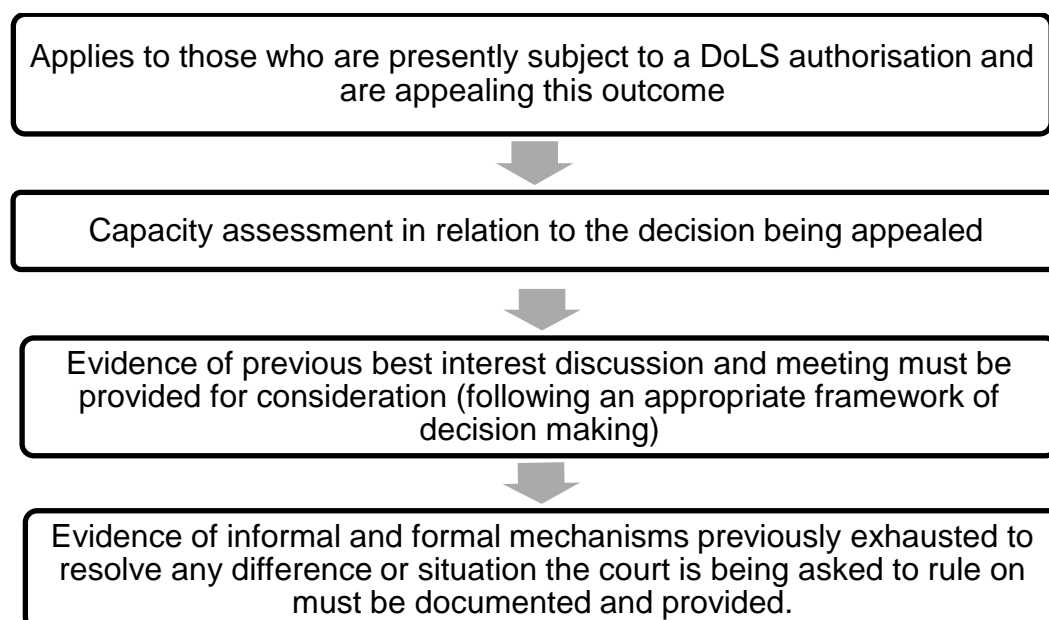 Applies to those who are presently subject to a DoLS authorisation and
are appealing this outcome
Capacity assessment in relation to the decision being appealed
Evidence of previous best interest discussion and meeting must be
provided for consideration (following an appropriate framework of
decision making)
Evidence of informal and formal mechanisms previously exhausted to
resolve any difference or situation the court is being asked to rule on
must be documented and provided.